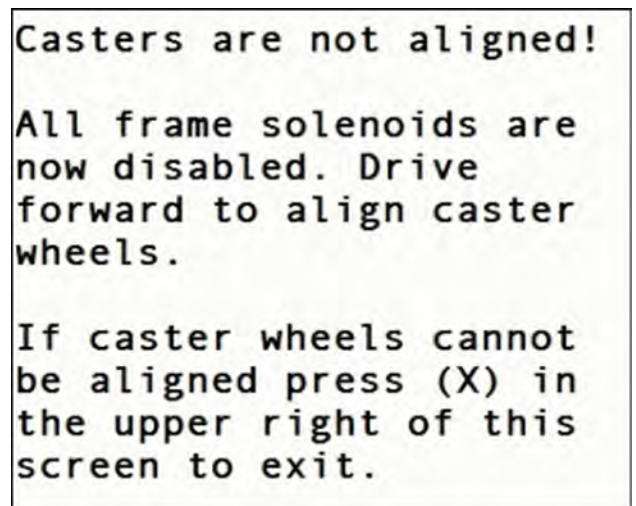 Casters are not aligned!
All frame solenoids are
now disabled. Drive
forward to align caster
wheels.
If caster wheels cannot
be aligned press (X) in
the upper right of this
screen to exit.